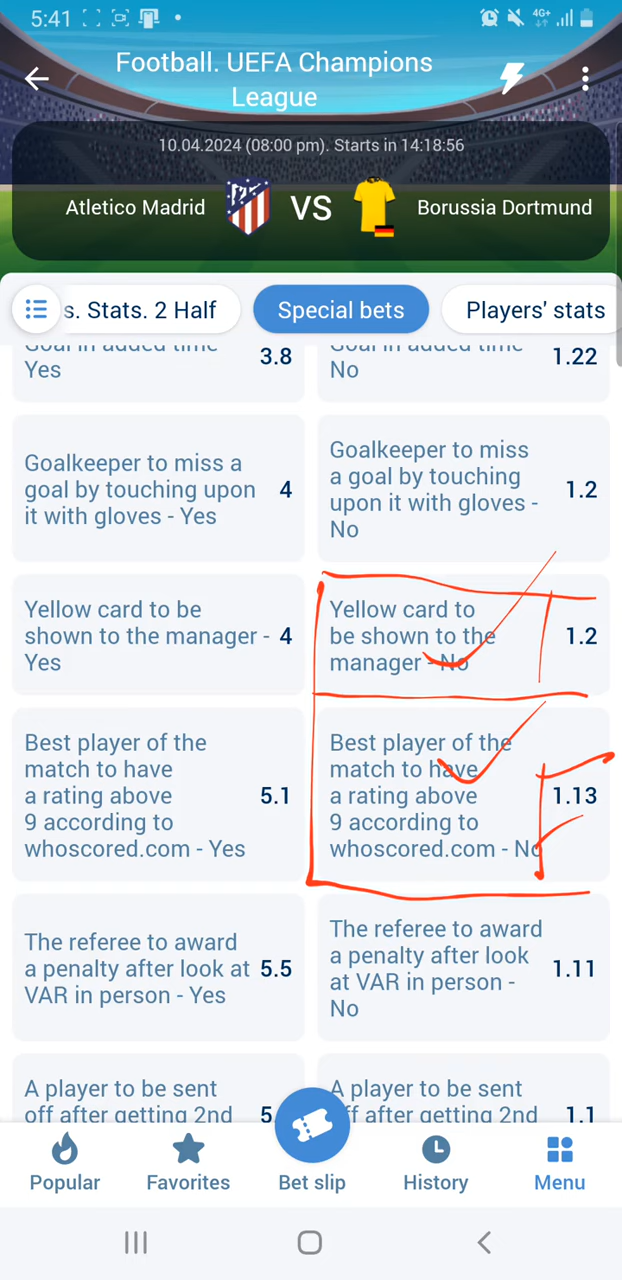 5:41
4G+
Football. UEFA Champions
League
10.04.2024 (08:00 pm). Starts in 14:18:56
Atletico Madrid VS Borussia Dortmund
s. Stats. 2 Half Special bets Players' stats
Goal in added time
Yes
3.8
Goal in added time
No
1.22
Goalkeeper to miss a
goal by touching upon
it with gloves - Yes
4
Goalkeeper to miss
a goal by touching
upon it with gloves -
No
1.2
Yellow card to be
shown to the manager -
Yes
4
Yellow card to
be shown to the
manager - No
1.2
Best player of the
match to have
a rating above
9 according to
whoscored.com - Yes
5.1
Best player of the
match to have
a rating above
9 according to
whoscored.com - No
1.13
The referee to award
a penalty after look at
VAR in person - Yes
5.5
The referee to award
a penalty after look
at VAR in person -
No
1.11
A player to be sent
off after getting 2nd
5
A player to be sent
off after getting 2nd
1.1
Popular Favorites Bet slip History Menu